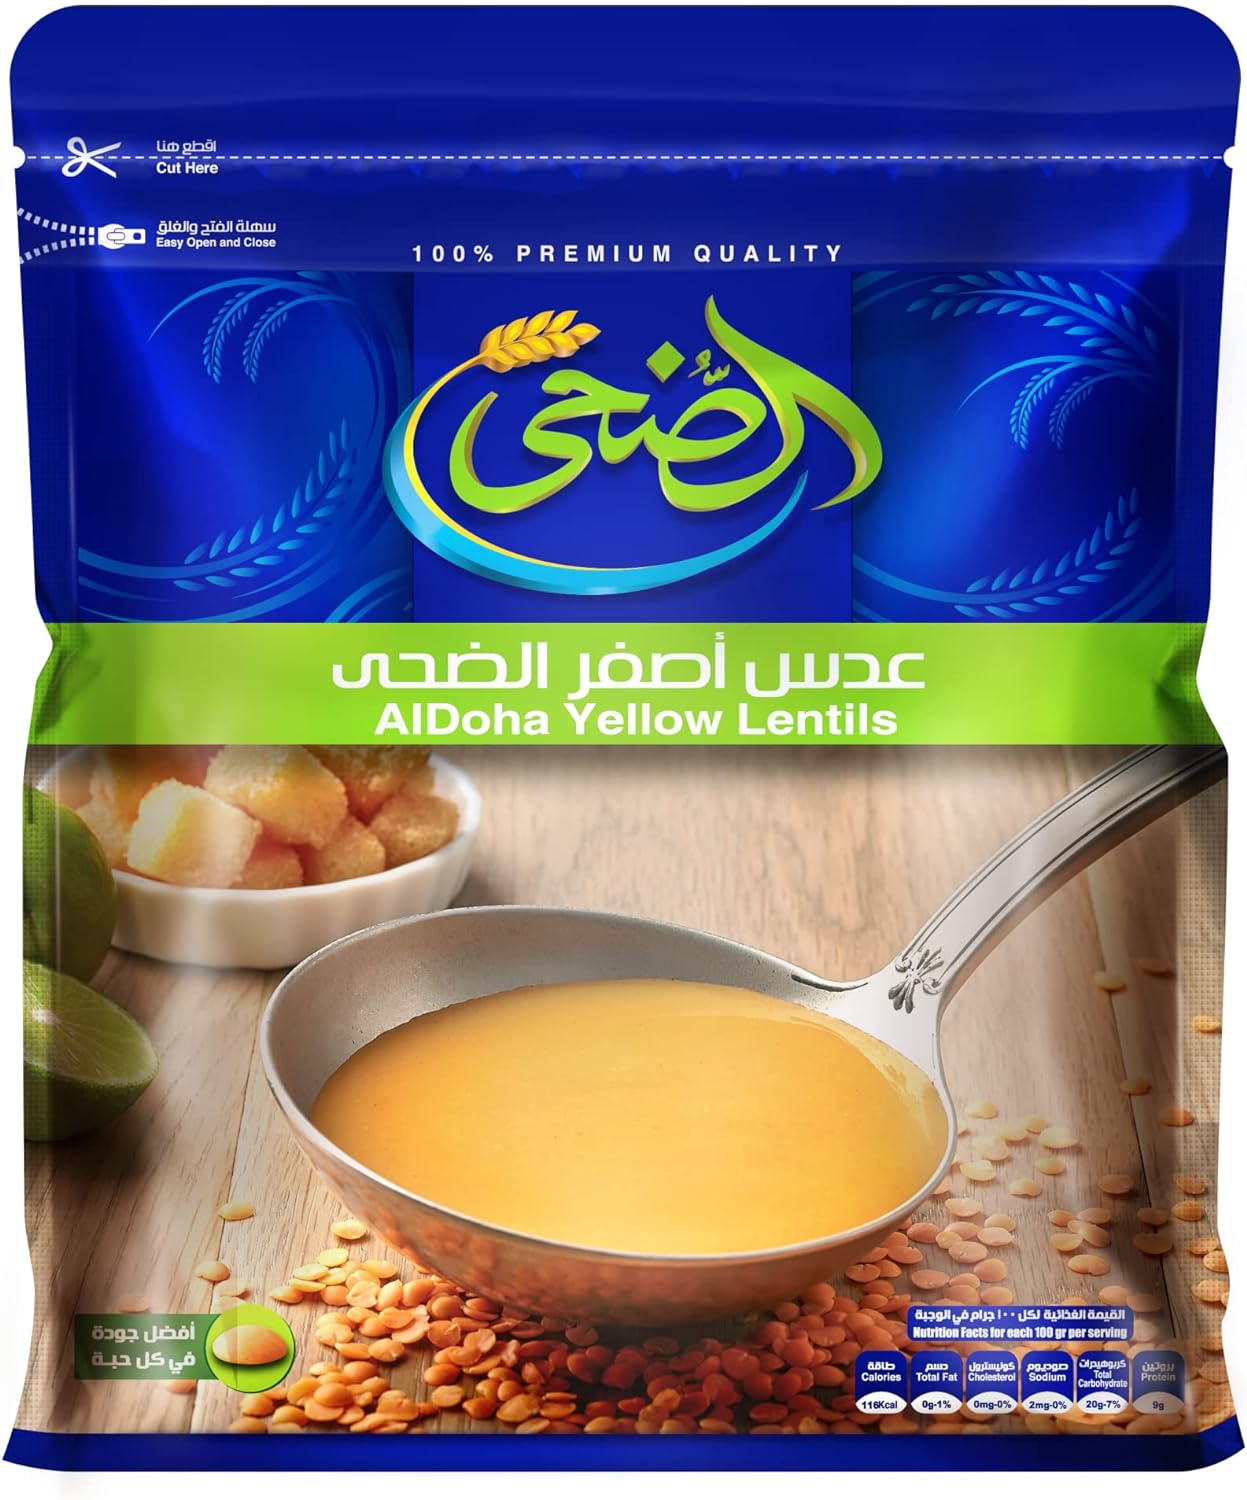 اقطع هنا
Cut Here
سهلة الفتح والغلق
Easy Open and Close
100% PREMIUM QUALITY
الضُّحى
عدس أصفر الضحى
AlDoha Yellow Lentils
أفضل جودة
في كل حبة
القيمة الغذائية لكل ١٠٠ جرام في الوجبة
Nutrition Facts for each 100 gr per serving
طاقة
Calories
116Kcal
دسم
Total Fat
0g-1%
كوليسترول
Cholesterol
0mg-0%
صوديوم
Sodium
2mg-0%
كربوهيدرات
Total
Carbohydrate
20g-7%
بروتين
Protein
9g